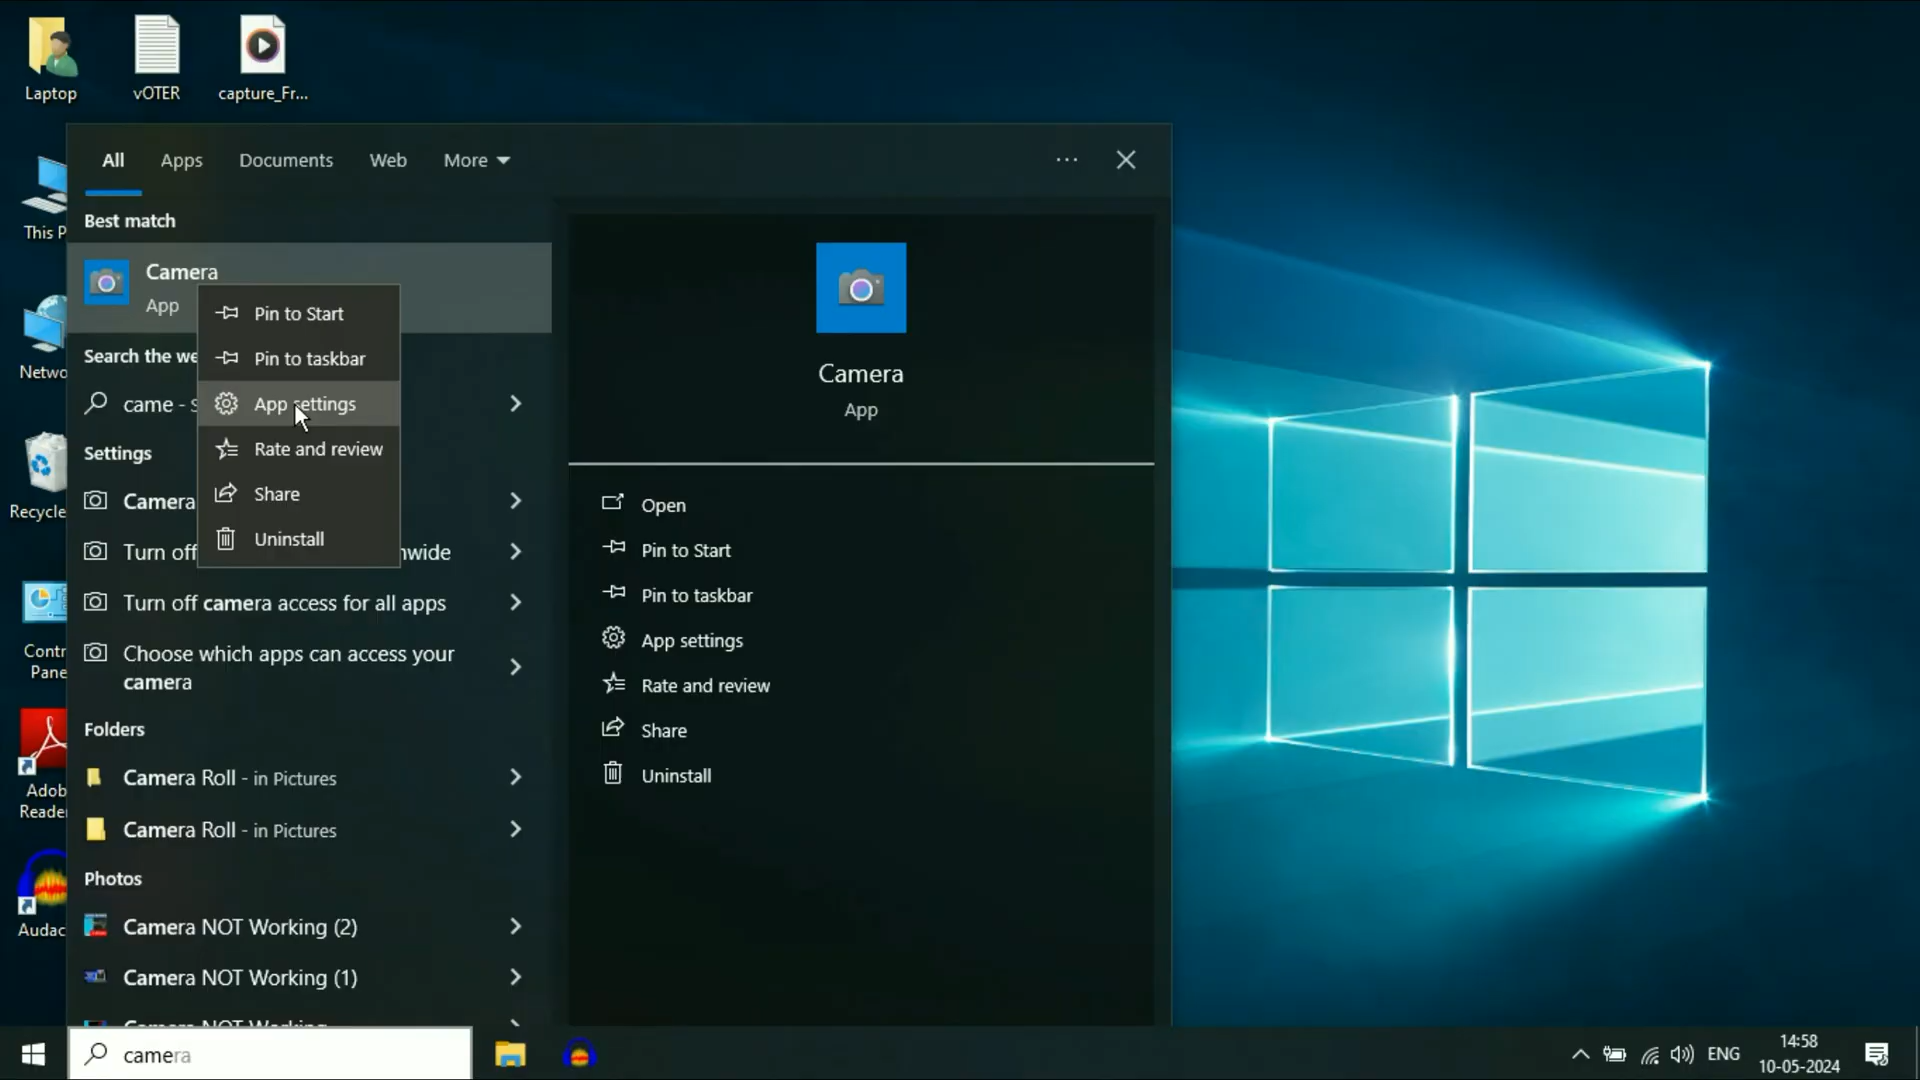 Laptop
vOTER
capture_Fr...
This P
Netwo
Recycle
Contr
Pane
Adob
Reade
Audac
All
Apps
Documents
Web
More
Best match
Camera
App
Pin to Start
Pin to taskbar
App settings
Rate and review
Share
Uninstall
Search the we
came - S
Settings
Camera
Turn off
nwide
Turn off camera access for all apps
Choose which apps can access your
camera
Folders
Camera Roll - in Pictures
Camera Roll - in Pictures
Photos
Camera NOT Working (2)
Camera NOT Working (1)
Camera NOT Working
Camera
App
Open
Pin to Start
Pin to taskbar
App settings
Rate and review
Share
Uninstall
camera
ENG
14:58
10-05-2024